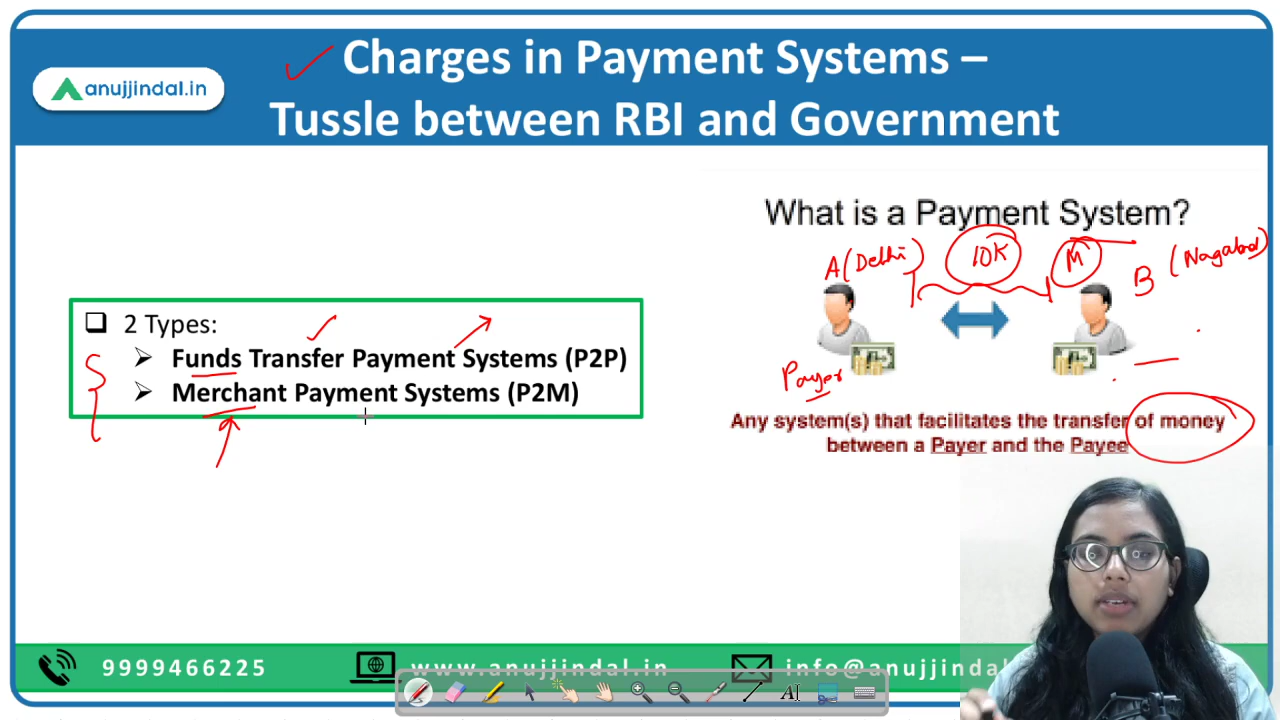 Charges in Payment Systems –
Tussle between RBI and Government
anujjindal.in
What is a Payment System?
A (Delhi)
10K
M
B
(Nagaland)
Payer
2 Types:
Funds Transfer Payment Systems (P2P)
Merchant Payment Systems (P2M)
Any system(s) that facilitates the transfer of money
between a Payer and the Payee
9999466225
www.anujjindal.in
info@anujjindal
AI